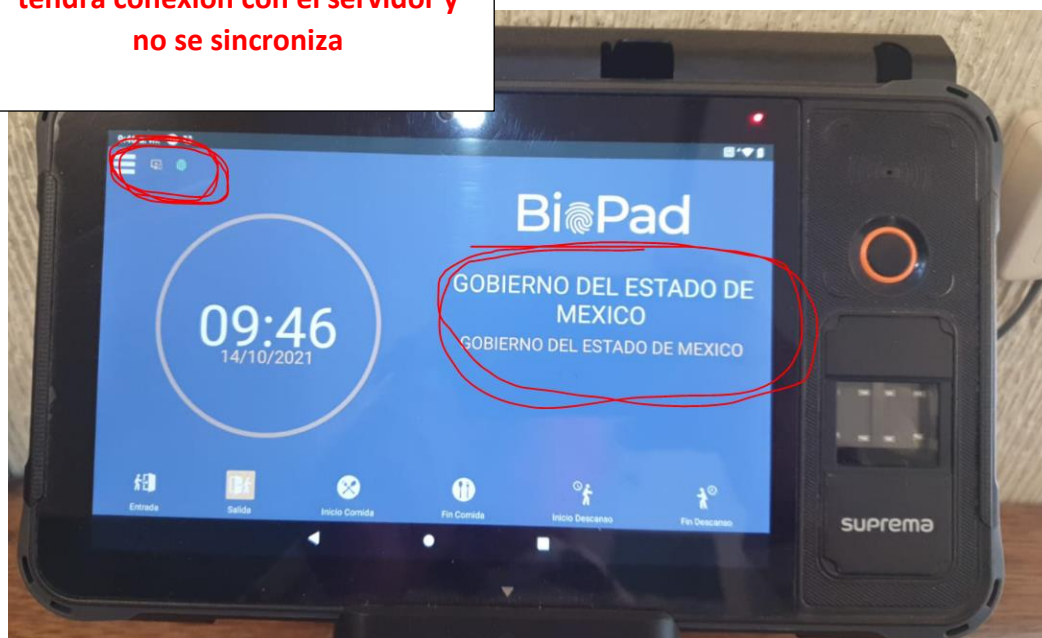 tendrá conexión con el servidor y
no se sincroniza
BioPad
GOBIERNO DEL ESTADO DE
MEXICO
GOBIERNO DEL ESTADO DE MEXICO
09:46
14/10/2021
Entrada
Salida
Inicio Comida
Fin Comida
Inicio Descanso
Fin Descanso
suprema